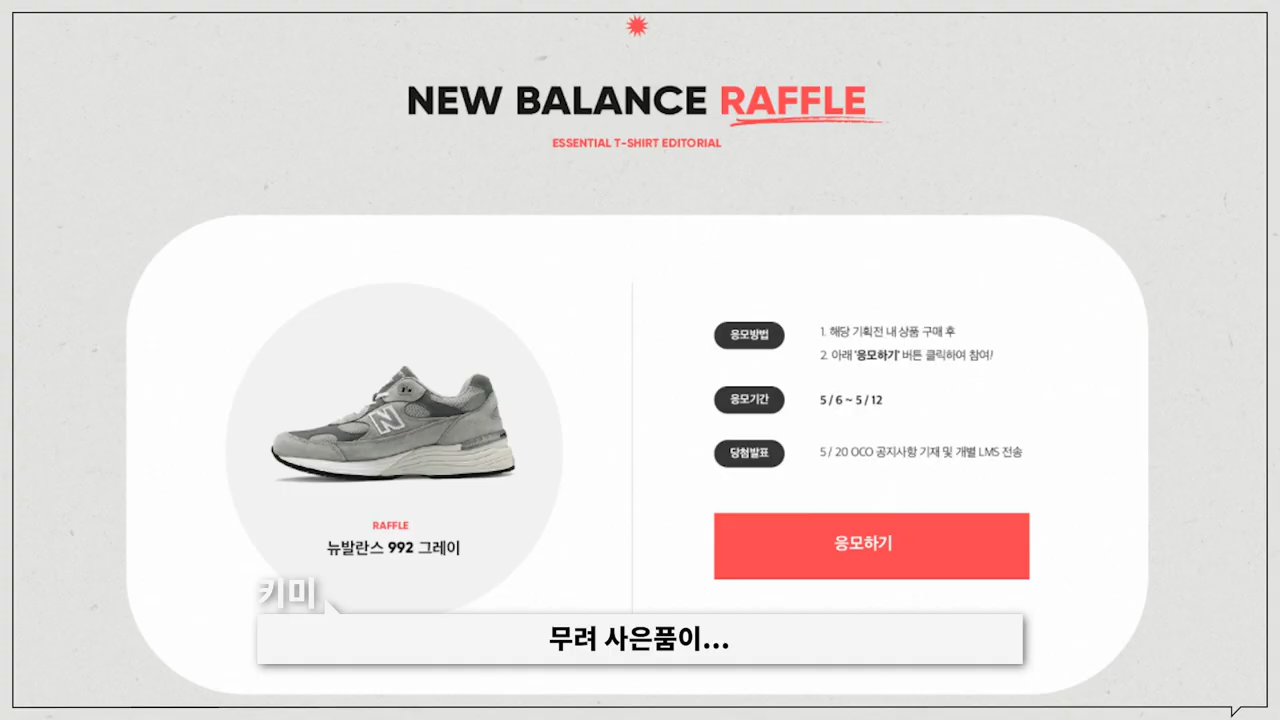 NEW BALANCE RAFFLE
ESSENTIAL T-SHIRT EDITORIAL
응모방법
1. 해당 기획전 내 상품 구매 후
2. 아래 '응모하기' 버튼 클릭하여 참여!
응모기간
5 / 6 ~ 5 / 12
당첨발표
5 / 20 OCO 공지사항 기재 및 개별 LMS 전송
응모하기
N
RAFFLE
뉴발란스 992 그레이
키미
무려 사은품이...